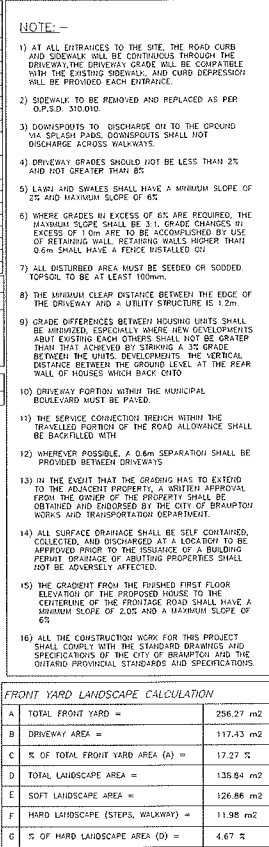 NOTE: –
1) AT ALL ENTRANCES TO THE SITE, THE ROAD CURB
AND SIDEWALK WILL BE CONTINUOUS THROUGH THE
DRIVEWAY,THE DRIVEWAY GRADE WILL BE COMPATIBLE
WITH THE EXISTING SIDEWALK, AND CURB DEPRESSION
WILL BE PROVIDED EACH ENTRANCE.
2) SIDEWALK TO BE REMOVED AND REPLACED AS PER
O.P.S.D. 310.010.
3) DOWNSPOUTS TO DISCHARGE ON TO THE GROUND
VIA SPLASH PADS, DOWNSPOUTS SHALL NOT
DISCHARGE ACROSS WALKWAYS.
4) DRIVEWAY GRADES SHOULD NOT BE LESS THAN 2%
AND NOT GREATER THAN 8%
5) LAWN AND SWALES SHALL HAVE A MINIMUM SLOPE OF
2% AND MAXIMUM SLOPE OF 6%
6) WHERE GRADES IN EXCESS OF 6% ARE REQUIRED, THE
MAXIMUM SLOPE SHALL BE 3:1. GRADE CHANGES IN
EXCESS OF 1.0m ARE TO BE ACCOMPLISHED BY USE
OF RETAINING WALL. RETAINING WALLS HIGHER THAN
0.6m SHALL HAVE A FENCE INSTALLED ON
7) ALL DISTURBED AREA MUST BE SEEDED OR SODDED.
TOPSOIL TO BE AT LEAST 100mm.
8) THE MINIMUM CLEAR DISTANCE BETWEEN THE EDGE OF
THE DRIVEWAY AND A UTILITY STRUCTURE IS 1.2m.
9) GRADE DIFFERENCES BETWEEN HOUSING UNITS SHALL
BE MINIMIZED, ESPECIALLY WHERE NEW DEVELOPMENTS
ABUT EXISTING EACH OTHERS SHALL NOT BE GRATER
THAN THAT ACHIEVED BY STRIKING A 3% GRADE
BETWEEN THE UNITS. DEVELOPMENTS THE VERTICAL
DISTANCE BETWEEN THE GROUND LEVEL AT THE REAR
WALL OF HOUSES WHICH BACK ONTO
10) DRIVEWAY PORTION WITHIN THE MUNICIPAL
BOULEVARD MUST BE PAVED.
11) THE SERVICE CONNECTION TRENCH WITHIN THE
TRAVELLED PORTION OF THE ROAD ALLOWANCE SHALL
BE BACKFILLED WITH
12) WHEREVER POSSIBLE, A 0.6m SEPARATION SHALL BE
PROVIDED BETWEEN DRIVEWAYS
13) IN THE EVENT THAT THE GRADING HAS TO EXTEND
TO THE ADJACENT PROPERTY, A WRITTEN APPROVAL
FROM THE OWNER OF THE PROPERTY SHALL BE
OBTAINED AND ENDORSED BY THE CITY OF BRAMPTON
WORKS AND TRANSPORTATION DEPARTMENT.
14) ALL SURFACE DRAINAGE SHALL BE SELF CONTAINED,
COLLECTED, AND DISCHARGED AT A LOCATION TO BE
APPROVED PRIOR TO THE ISSUANCE OF A BUILDING
PERMIT DRAINAGE OF ABUTTING PROPERTIES SHALL
NOT BE ADVERSELY AFFECTED.
15) THE GRADIENT FROM THE FINISHED FIRST FLOOR
ELEVATION OF THE PROPOSED HOUSE TO THE
CENTERLINE OF THE FRONTAGE ROAD SHALL HAVE A
MINIMUM SLOPE OF 2.0% AND A MAXIMUM SLOPE OF
6%
16) ALL THE CONSTRUCTION WORK FOR THIS PROJECT
SHALL COMPLY WITH THE STANDARD DRAWINGS AND
SPECIFICATIONS OF THE CITY OF BRAMPTON AND THE
ONTARIO PROVINCIAL STANDARDS AND SPECIFICATIONS.
FRONT YARD LANDSCAPE CALCULATION
A TOTAL FRONT YARD = 256.27 m2
B DRIVEWAY AREA = 117.43 m2
C % OF TOTAL FRONT YARD AREA (A) = 17.27 %
D TOTAL LANDSCAPE AREA = 138.84 m2
E SOFT LANDSCAPE AREA = 126.86 m2
F HARD LANDSCAPE (STEPS, WALKWAY) = 11.98 m2
G % OF HARD LANDSCAPE AREA (D) = 4.67 %